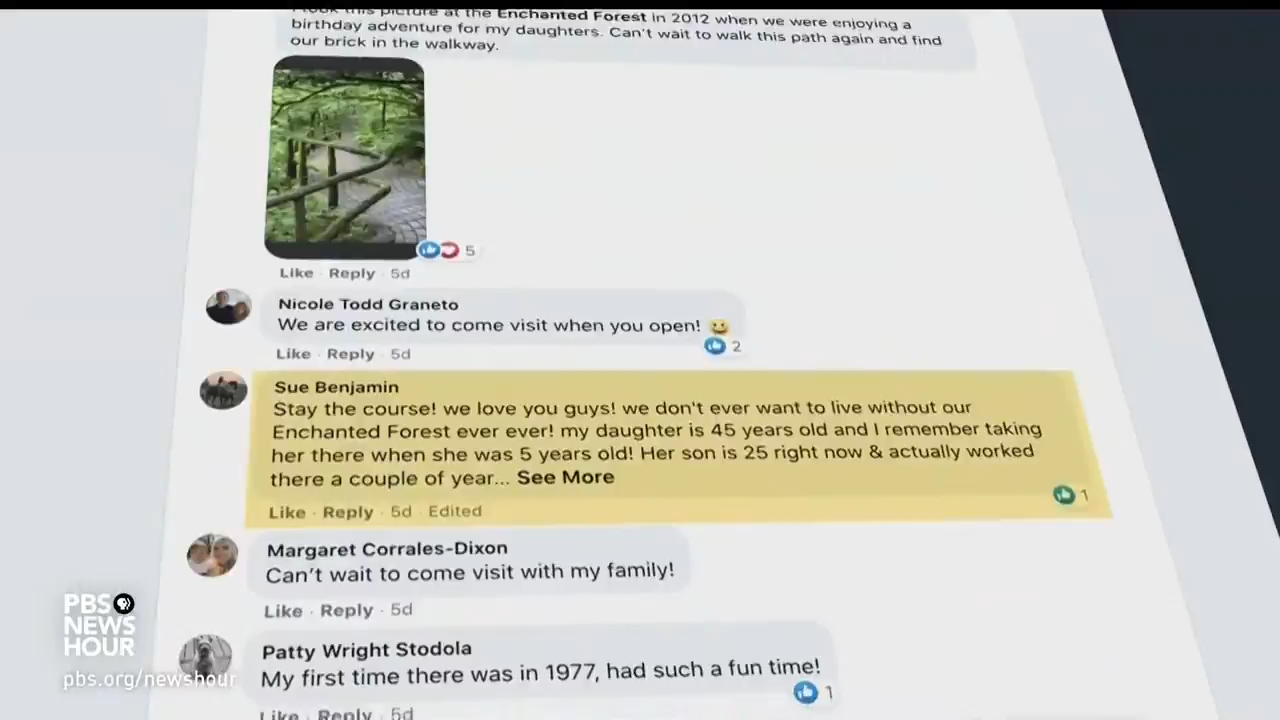 I took this picture at the Enchanted Forest in 2012 when we were enjoying a
birthday adventure for my daughters. Can't wait to walk this path again and find
our brick in the walkway.
5
Like · Reply · 5d
Nicole Todd Graneto
We are excited to come visit when you open! 😀
2
Like · Reply · 5d
Sue Benjamin
Stay the course! we love you guys! we don't ever want to live without our
Enchanted Forest ever ever! my daughter is 45 years old and I remember taking
her there when she was 5 years old! Her son is 25 right now & actually worked
there a couple of year... See More
1
Like · Reply · 5d · Edited
Margaret Corrales-Dixon
Can't wait to come visit with my family!
Like · Reply · 5d
Patty Wright Stodola
My first time there was in 1977, had such a fun time!
1
Like · Reply · 5d
PBS
NEWS
HOUR
pbs.org/newshour